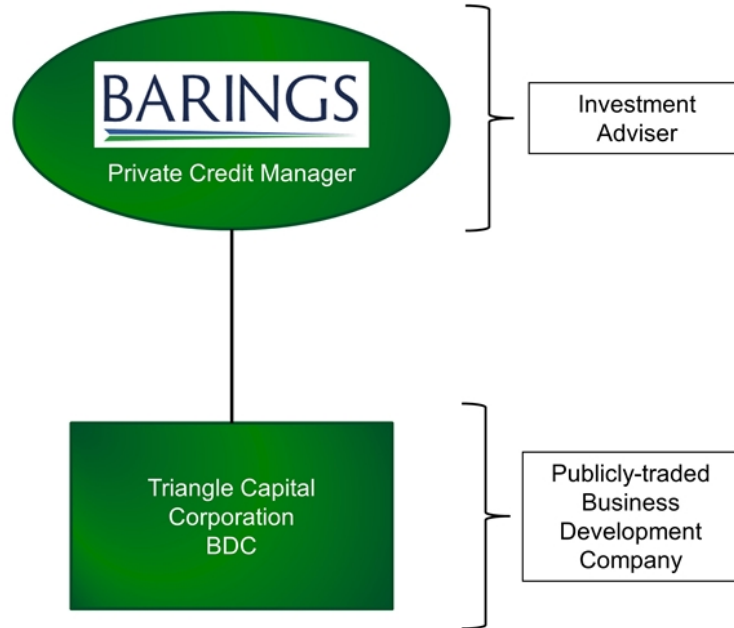 BARINGS
Private Credit Manager
Investment
Adviser
Triangle Capital
Corporation
BDC
Publicly-traded
Business
Development
Company